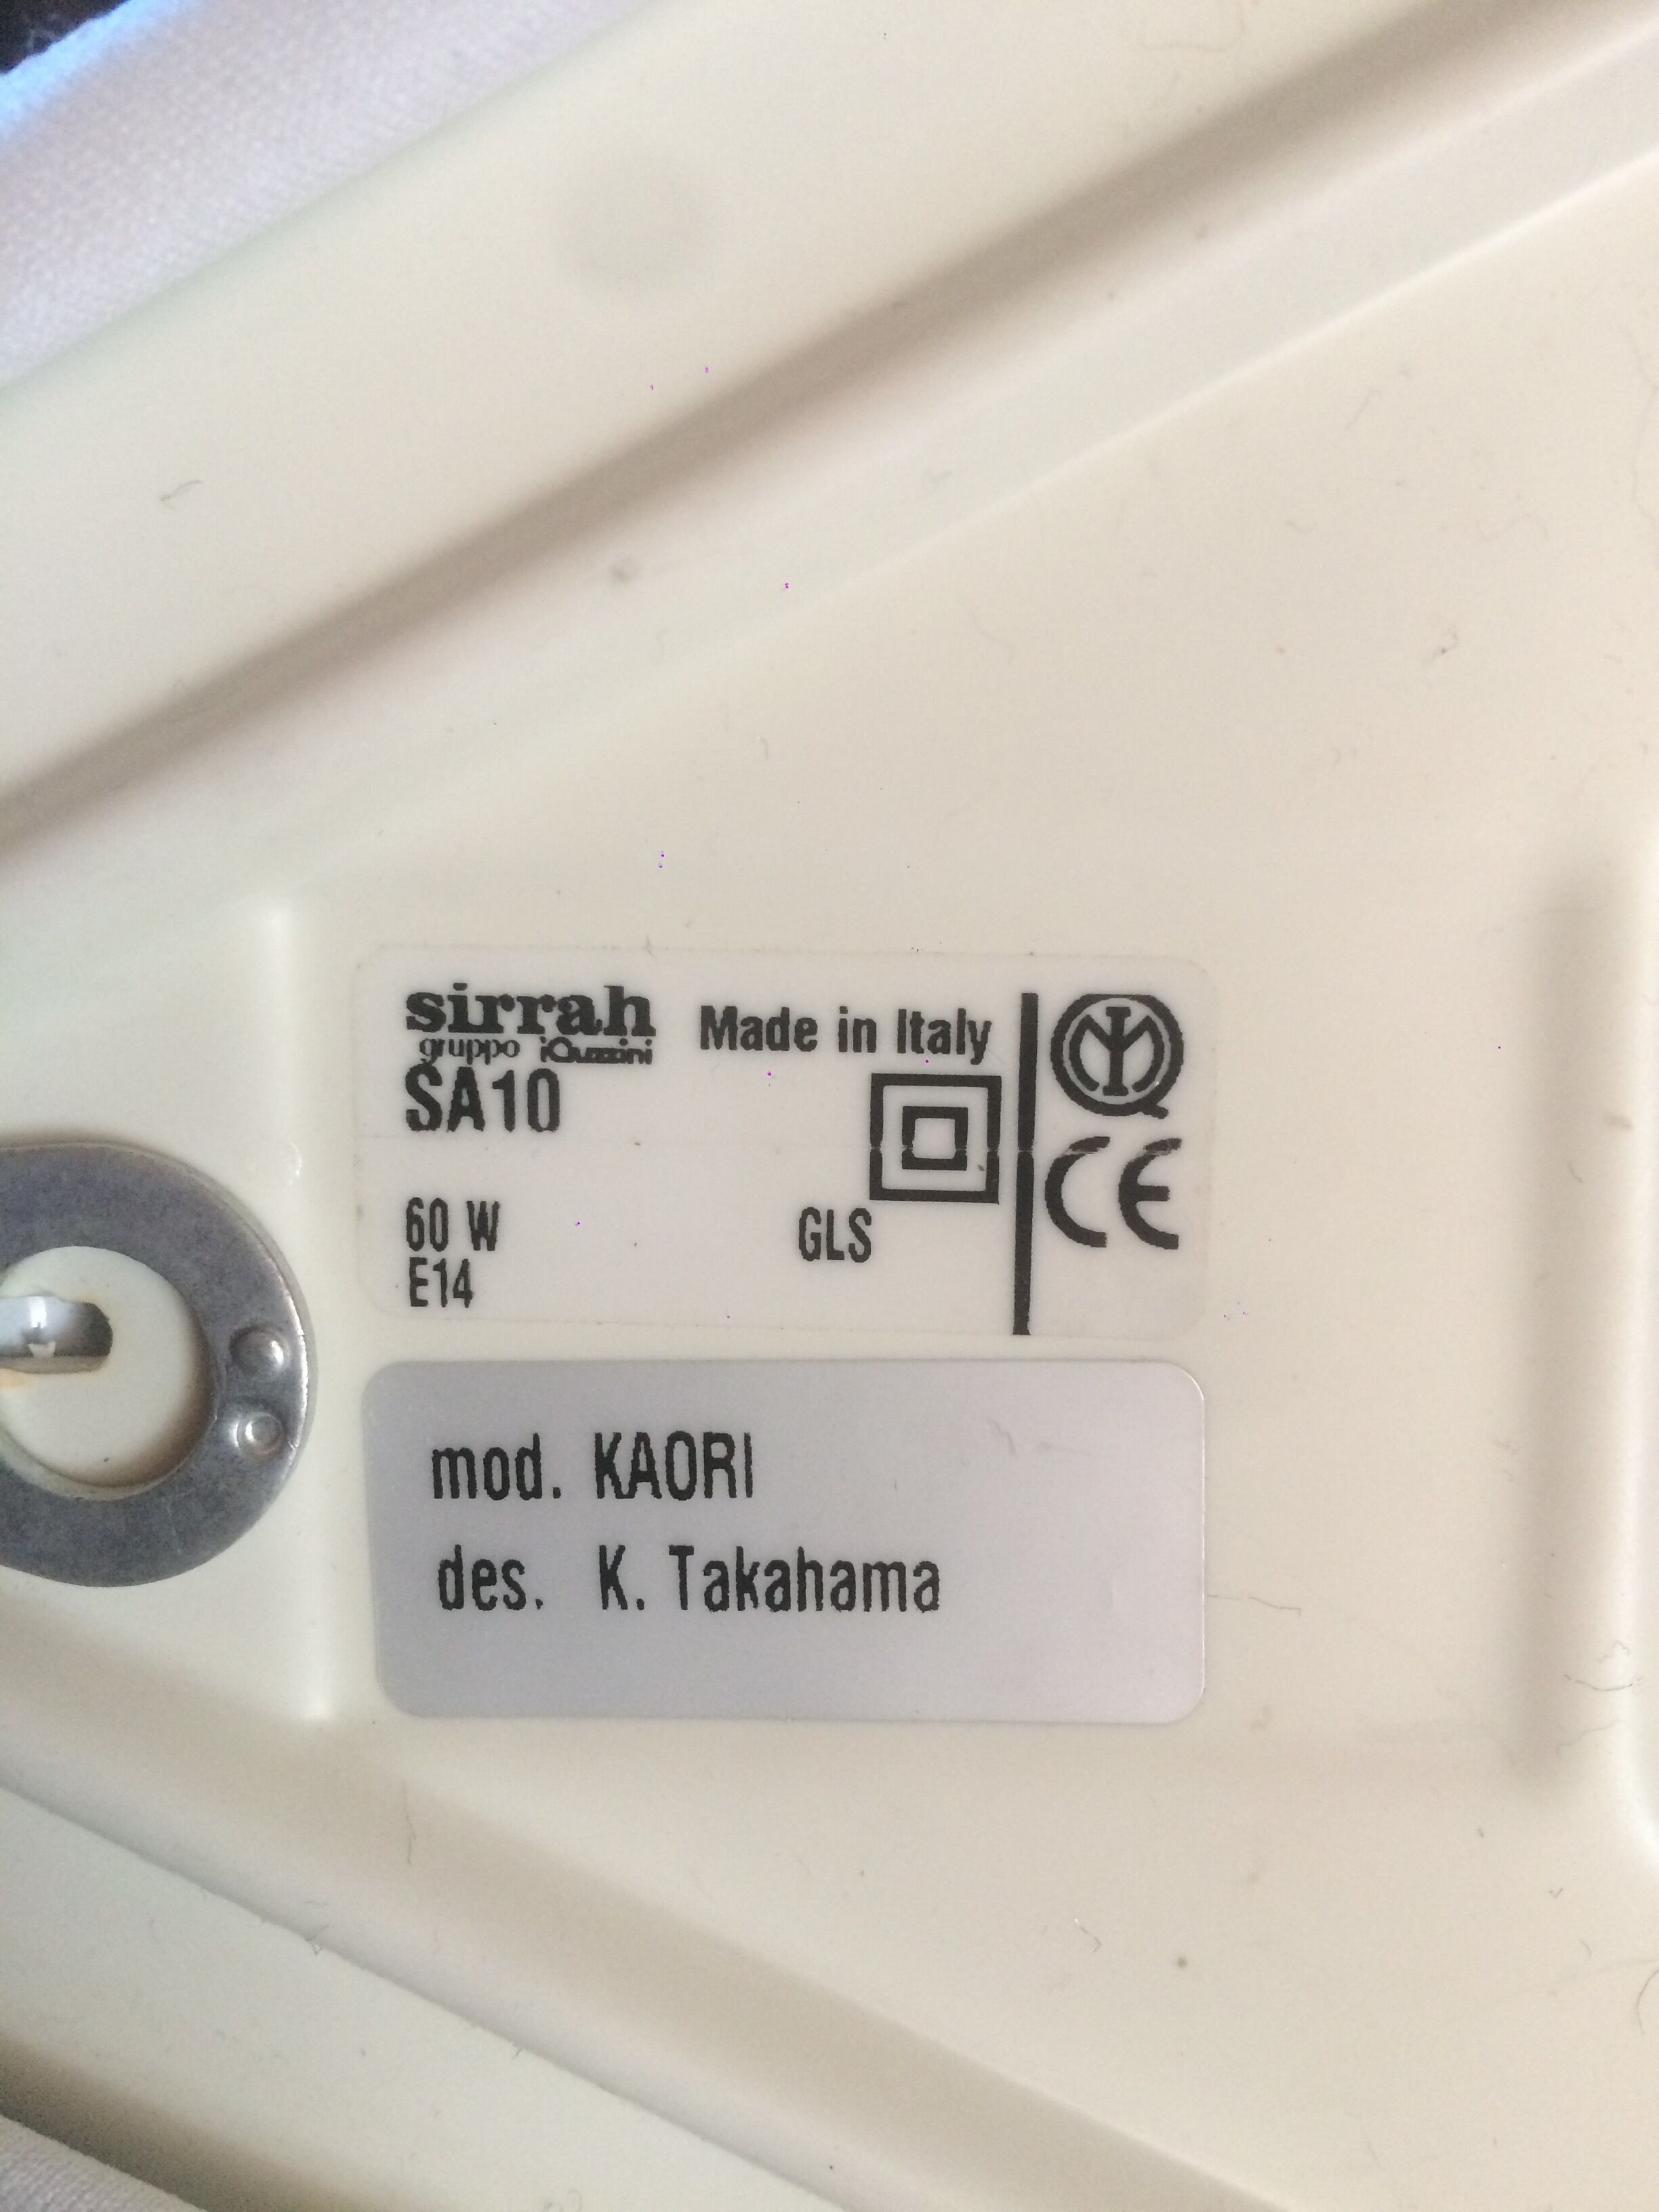 sirrah Made in Italy
gruppo iGuzzini
SA10
CE
60 W GLS
E14
mod. KAORI
des. K. Takahama